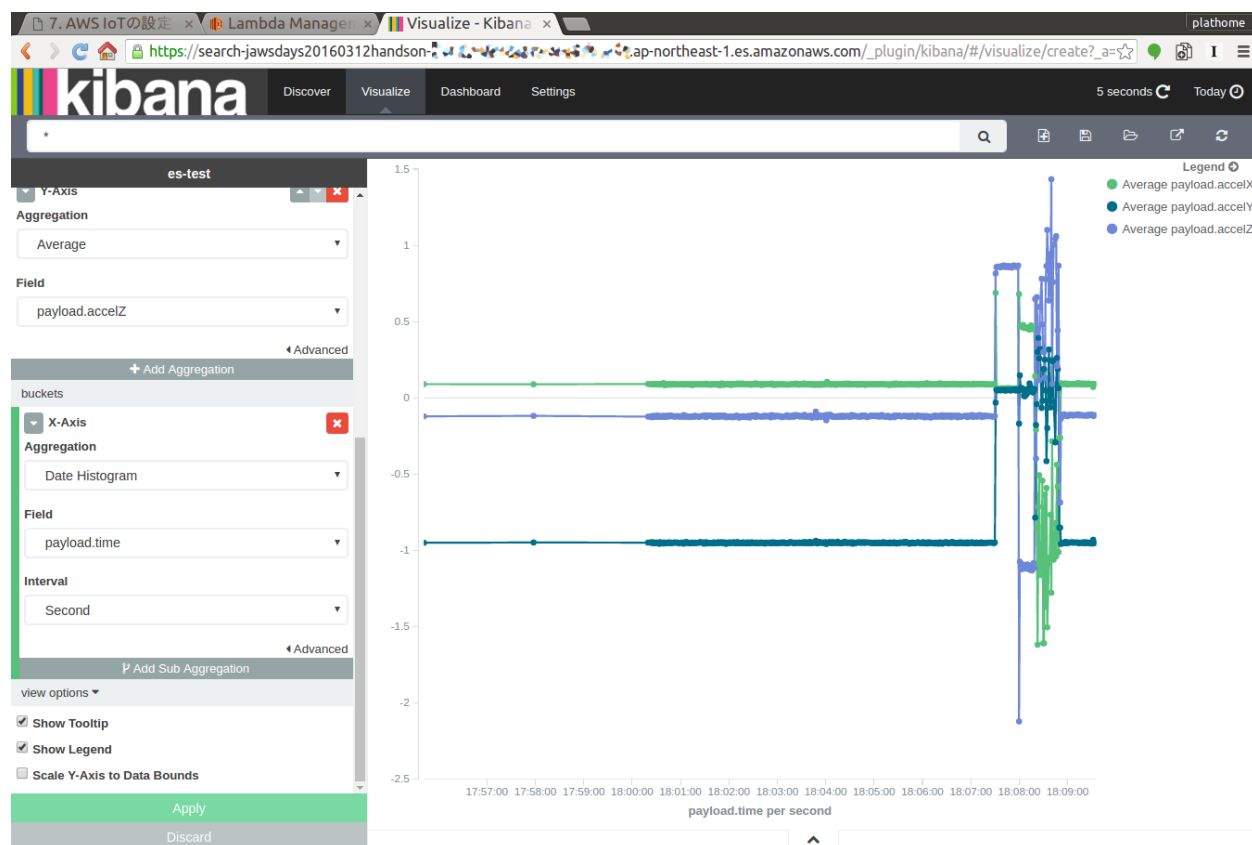 7. AWS IoTの設定
Lambda Managem
Visualize - Kibana
plathome
https://search-jawsdays20160312handson-
.ap-northeast-1.es.amazonaws.com/_plugin/kibana/#/visualize/create?_a=
kibana
Discover
Visualize
Dashboard
Settings
5 seconds
Today
*
es-test
Y-Axis
Aggregation
Average
Field
payload.accelZ
Advanced
Add Aggregation
buckets
X-Axis
Aggregation
Date Histogram
Field
payload.time
Interval
Second
Advanced
Add Sub Aggregation
view options
Show Tooltip
Show Legend
Scale Y-Axis to Data Bounds
Apply
Discard
1.5
1
0.5
0
-0.5
-1
-1.5
-2
-2.5
17:57:00 17:58:00 17:59:00 18:00:00 18:01:00 18:02:00 18:03:00 18:04:00 18:05:00 18:06:00 18:07:00 18:08:00 18:09:00
payload.time per second
Legend
Average payload.accelX
Average payload.accelY
Average payload.accelZ